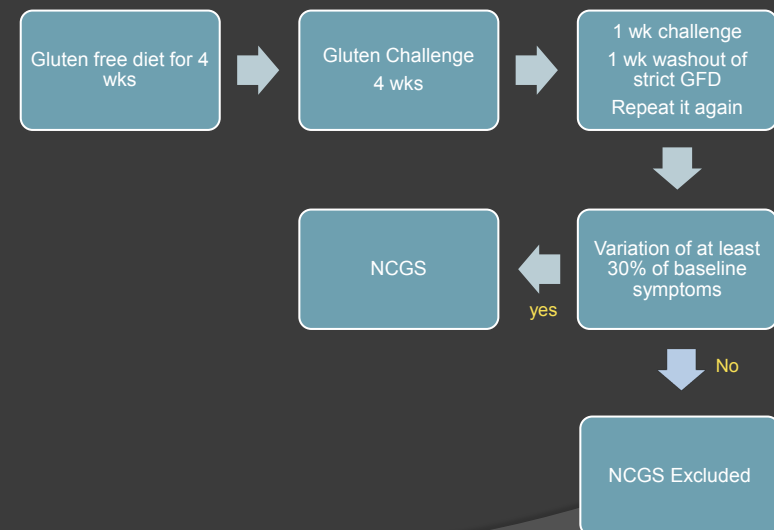 Gluten free diet for 4
wks
Gluten Challenge
4 wks
1 wk challenge
1 wk washout of
strict GFD
Repeat it again
Variation of at least
30% of baseline
symptoms
yes
NCGS
No
NCGS Excluded